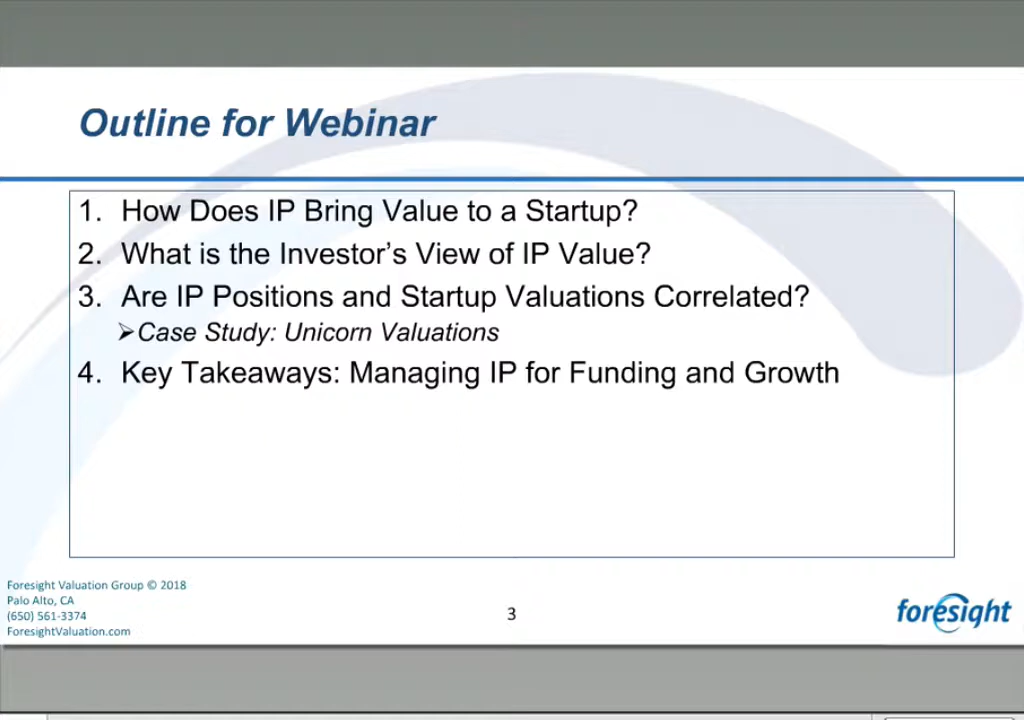 Outline for Webinar
1. How Does IP Bring Value to a Startup?
2. What is the Investor’s View of IP Value?
3. Are IP Positions and Startup Valuations Correlated?
➢Case Study: Unicorn Valuations
4. Key Takeaways: Managing IP for Funding and Growth
Foresight Valuation Group © 2018
Palo Alto, CA
(650) 561-3374
ForesightValuation.com
3
foresight